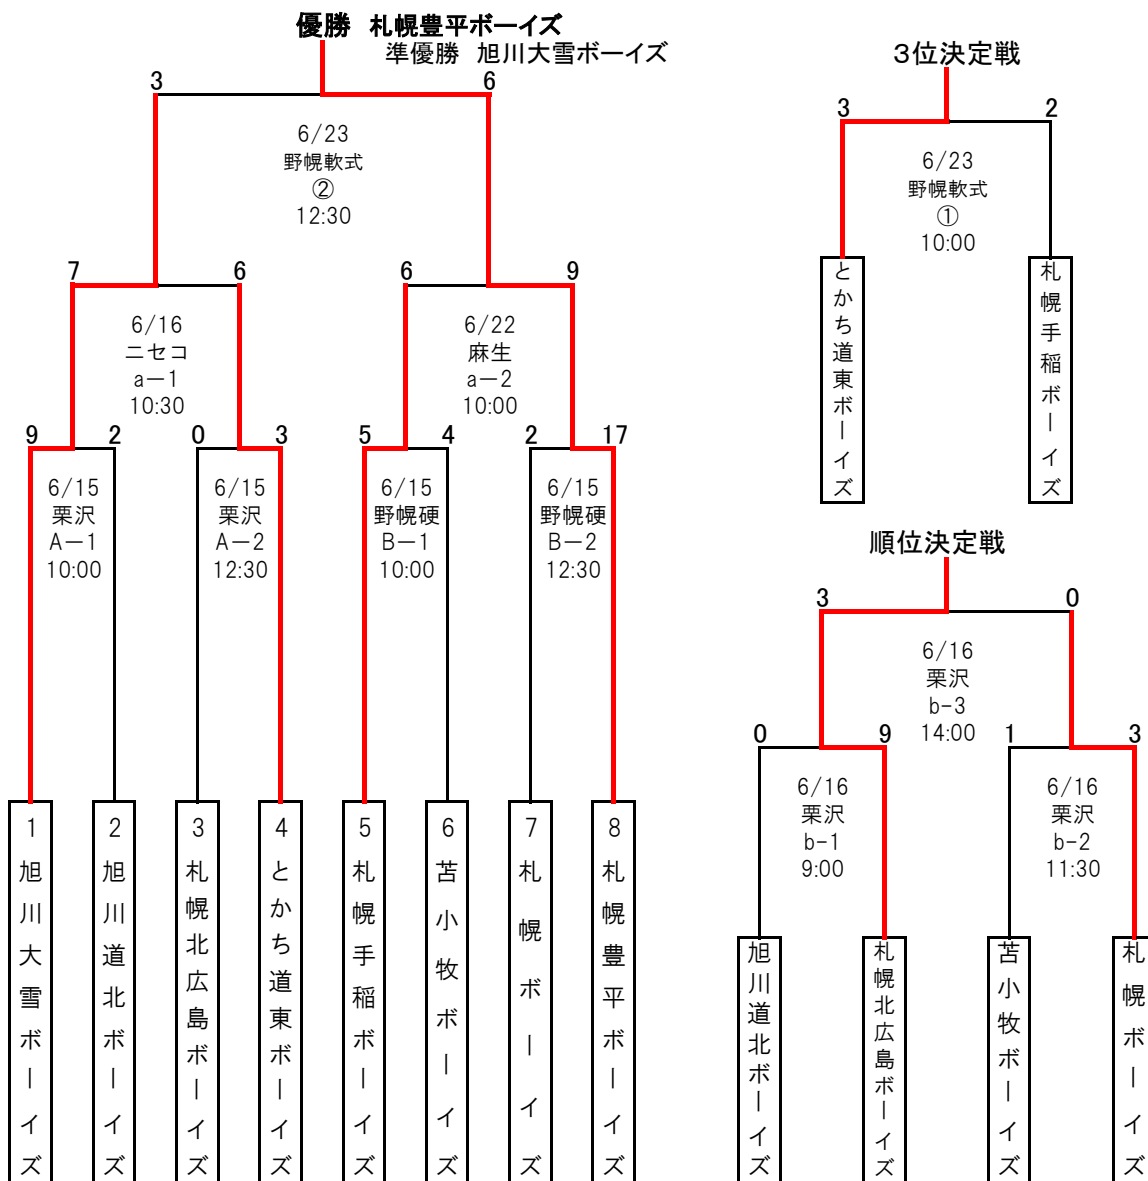 優勝 札幌豊平ボーイズ
準優勝 旭川大雪ボーイズ
3 6
6/23
野幌軟式
②
12:30
7 6 6 9
6/16
ニセコ
a－1
10:30
6/22
麻生
a－2
10:00
9 2 0 3 5 4 2 17
6/15
栗沢
A－1
10:00
6/15
栗沢
A－2
12:30
6/15
野幌硬
B－1
10:00
6/15
野幌硬
B－2
12:30
1 旭川大雪ボーイズ
2 旭川道北ボーイズ
3 札幌北広島ボーイズ
4 とかち道東ボーイズ
5 札幌手稲ボーイズ
6 苫小牧ボーイズ
7 札幌ボーイズ
8 札幌豊平ボーイズ
３位決定戦
3 2
6/23
野幌軟式
①
10:00
とかち道東ボーイズ
札幌手稲ボーイズ
順位決定戦
3 0
6/16
栗沢
b-3
14:00
0 9 1 3
6/16
栗沢
b-1
9:00
6/16
栗沢
b-2
11:30
旭川道北ボーイズ
札幌北広島ボーイズ
苫小牧ボーイズ
札幌ボーイズ